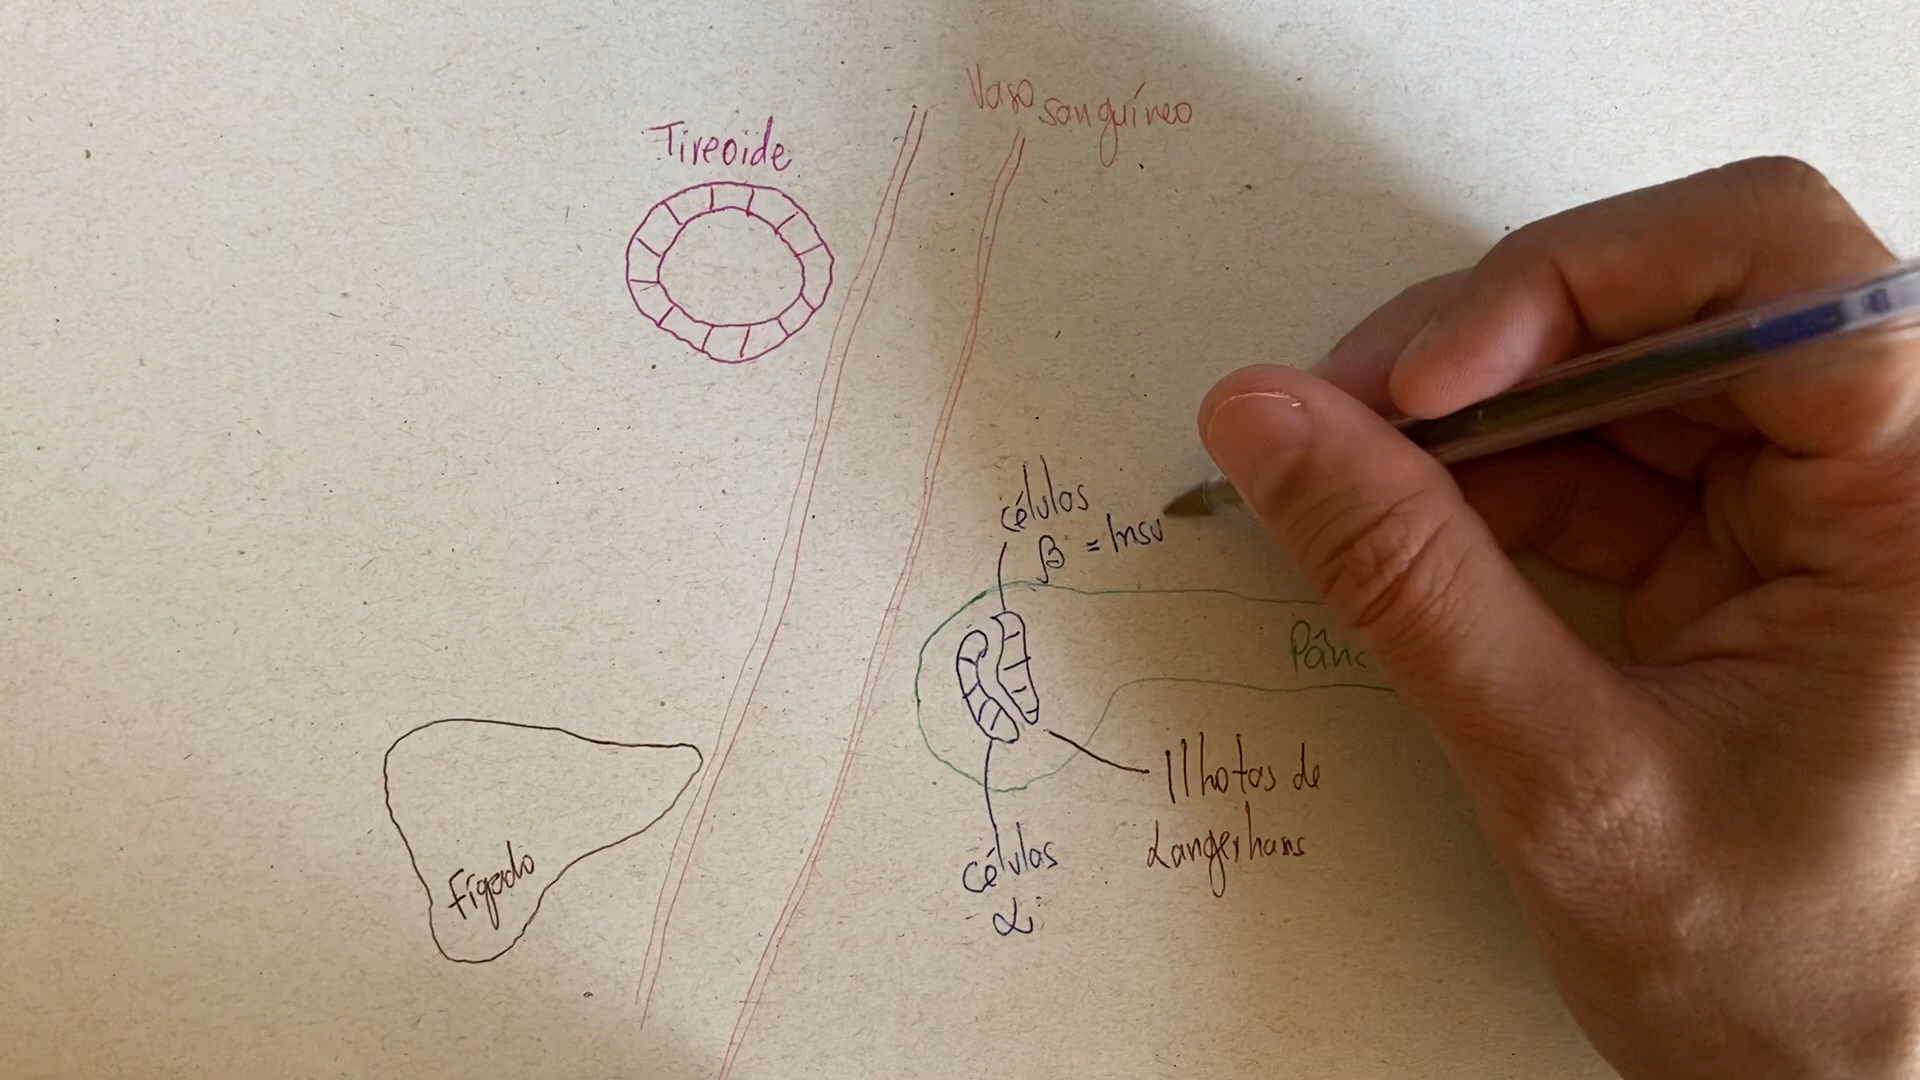 Vaso sanguíneo
Tireoide
células
β = Insu
Pânc
Ilhotas de
Langerhans
células
α
Fígado